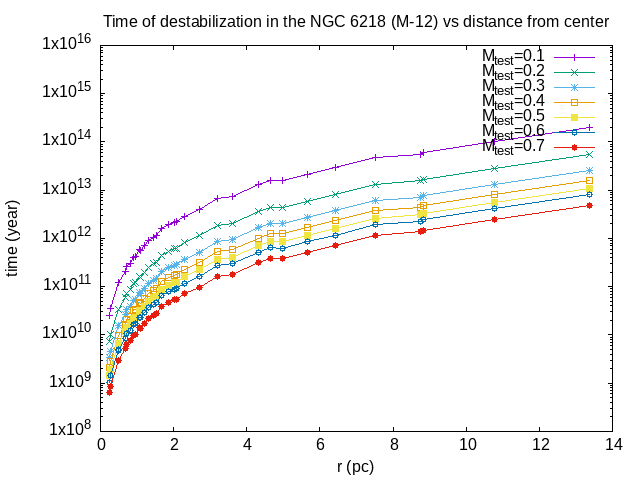 Time of destabilization in the NGC 6218 (M-12) vs distance from center
1x10^16
1x10^15
1x10^14
1x10^13
1x10^12
1x10^11
1x10^10
1x10^9
1x10^8
time (year)
M_test=0.1
M_test=0.2
M_test=0.3
M_test=0.4
M_test=0.5
M_test=0.6
M_test=0.7
0 2 4 6 8 10 12 14
r (pc)